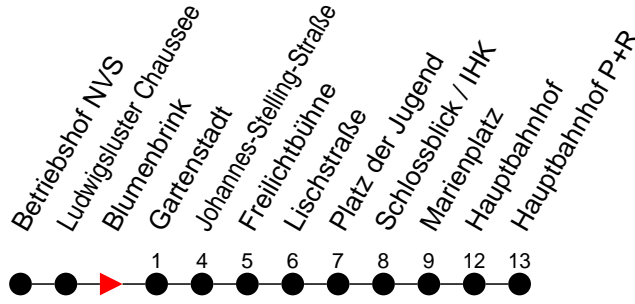 Betriebshof NVS
Ludwigsluster Chaussee
Blumenbrink
Gartenstadt
Johannes-Stelling-Straße
Freilichtbühne
Lischstraße
Platz der Jugend
Schlossblick / IHK
Marienplatz
Hauptbahnhof
Hauptbahnhof P+R
1 4 5 6 7 8 9 12 13